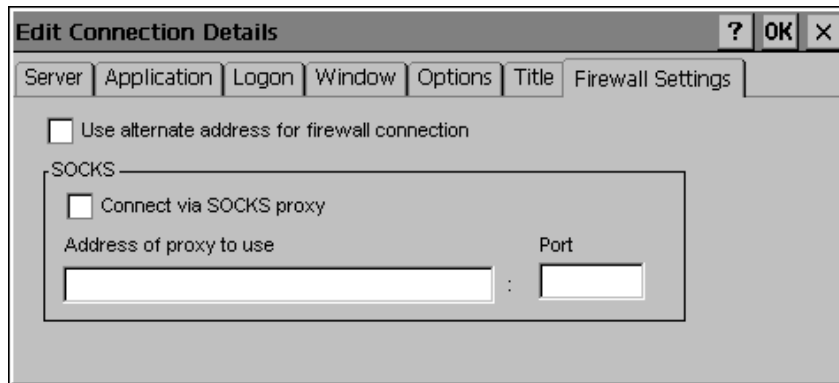 Edit Connection Details ? OK ×
Server Application Logon Window Options Title Firewall Settings
Use alternate address for firewall connection
SOCKS
Connect via SOCKS proxy
Address of proxy to use Port
: